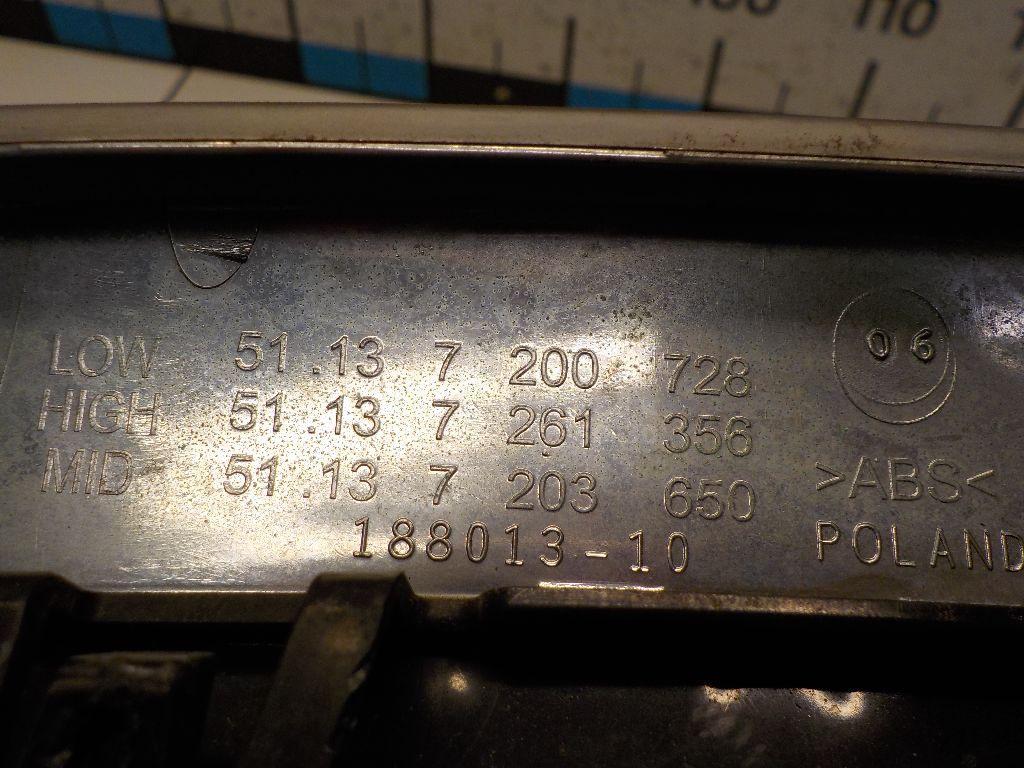 110
06
LOW 51.13 7 200 728
HIGH 51.13 7 261 356
MID 51.13 7 203 650
>ABS<
188013-10
POLAND